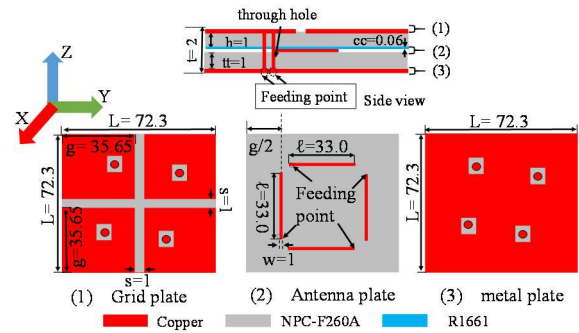 through hole
t=2
h=1
tt=1
cc=0.06
(1)
(2)
(3)
Feeding point
Side view
Z
Y
X
L= 72.3
g= 35.65
L= 72.3
g=35.65
s=1
s=1
g/2
ℓ=33.0
ℓ=33.0
Feeding
point
w=1
L= 72.3
L= 72.3
(1) Grid plate
(2) Antenna plate
(3) metal plate
Copper
NPC-F260A
R1661